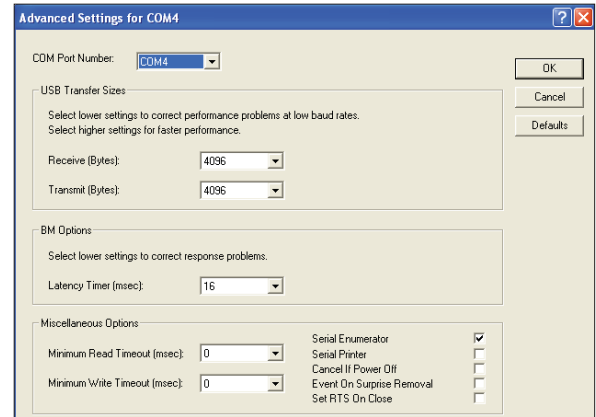 Advanced Settings for COM4
COM Port Number: COM4
OK
USB Transfer Sizes
Cancel
Select lower settings to correct performance problems at low baud rates.
Select higher settings for faster performance.
Defaults
Receive (Bytes): 4096
Transmit (Bytes): 4096
BM Options
Select lower settings to correct response problems.
Latency Timer (msec): 16
Miscellaneous Options
Minimum Read Timeout (msec): 0
Minimum Write Timeout (msec): 0
Serial Enumerator
Serial Printer
Cancel If Power Off
Event On Surprise Removal
Set RTS On Close